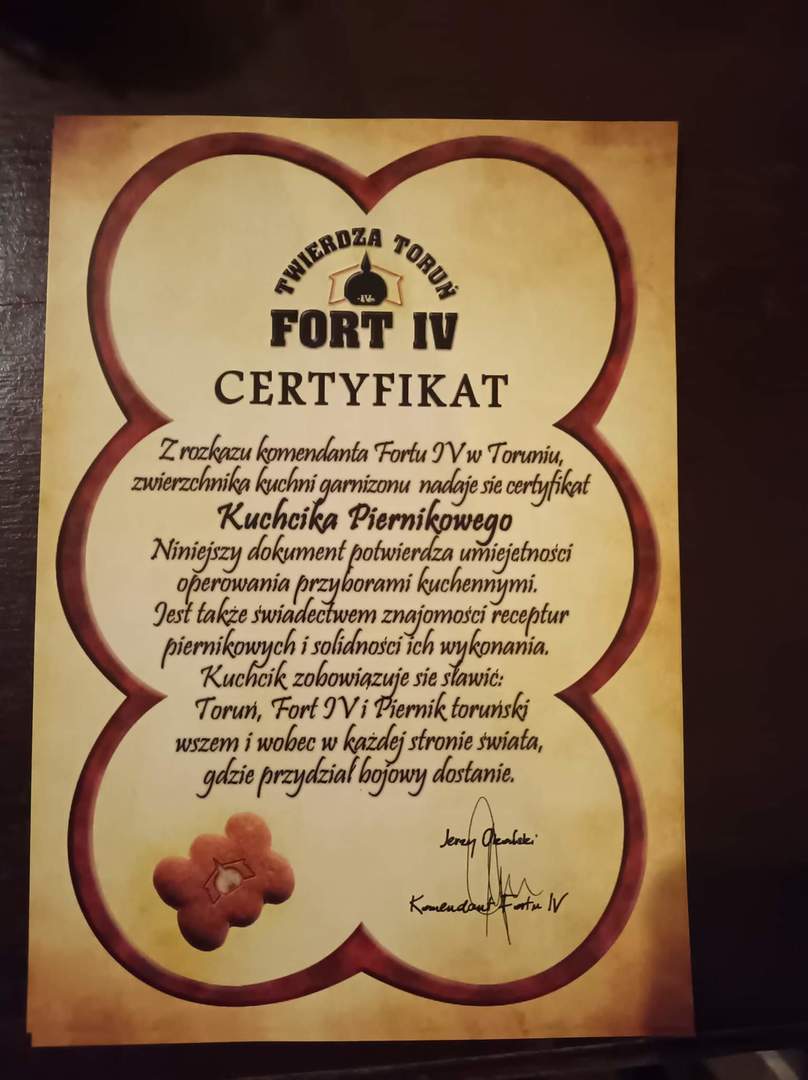 TWIERDZA TORUŃ
IV
FORT IV
CERTYFIKAT
Z rozkazu komendanta Fortu IV w Toruniu,
zwierzchnika kuchni garnizonu nadaje sie certyfikat
Kuchcika Piernikowego
Niniejszy dokument potwierdza umiejetności
operowania przyborami kuchennymi.
Jest także świadectwem znajomości receptur
piernikowych i solidności ich wykonania.
Kuchcik zobowiązuje sie sławić:
Toruń, Fort IV i Piernik toruński
wszem i wobec w każdej stronie świata,
gdzie przydział bojowy dostanie.
Jerzy
Komendant Fortu IV